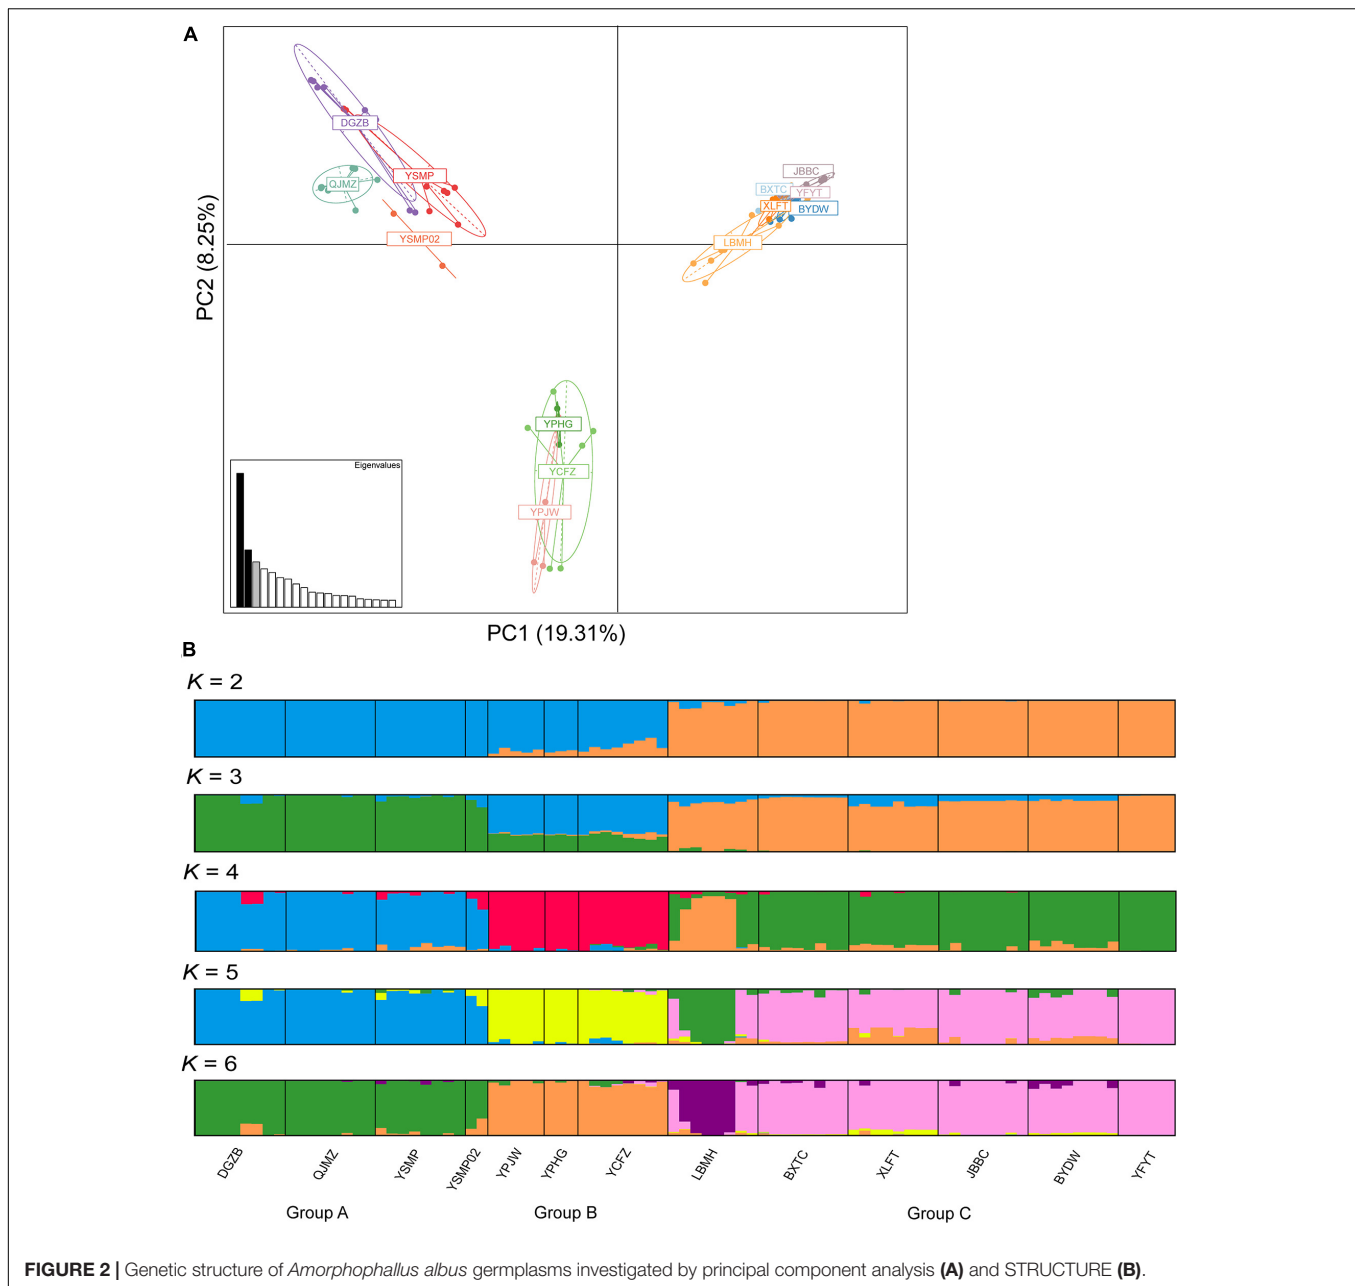 A
DGZB
QJMZ
YSMP
YSMP02
JBBC
BXTC
YFYT
XLFT
BYDW
LBMH
YPHG
YCFZ
YPJW
Eigenvalues
PC2 (8.25%)
PC1 (19.31%)
B
K = 2
K = 3
K = 4
K = 5
K = 6
DGZB QJMZ YSMP YSMP02 YPJW YPHG YCFZ LBMH BXTC XLFT JBBC BYDW YFYT
Group A Group B Group C
FIGURE 2 | Genetic structure of Amorphophallus albus germplasms investigated by principal component analysis (A) and STRUCTURE (B).